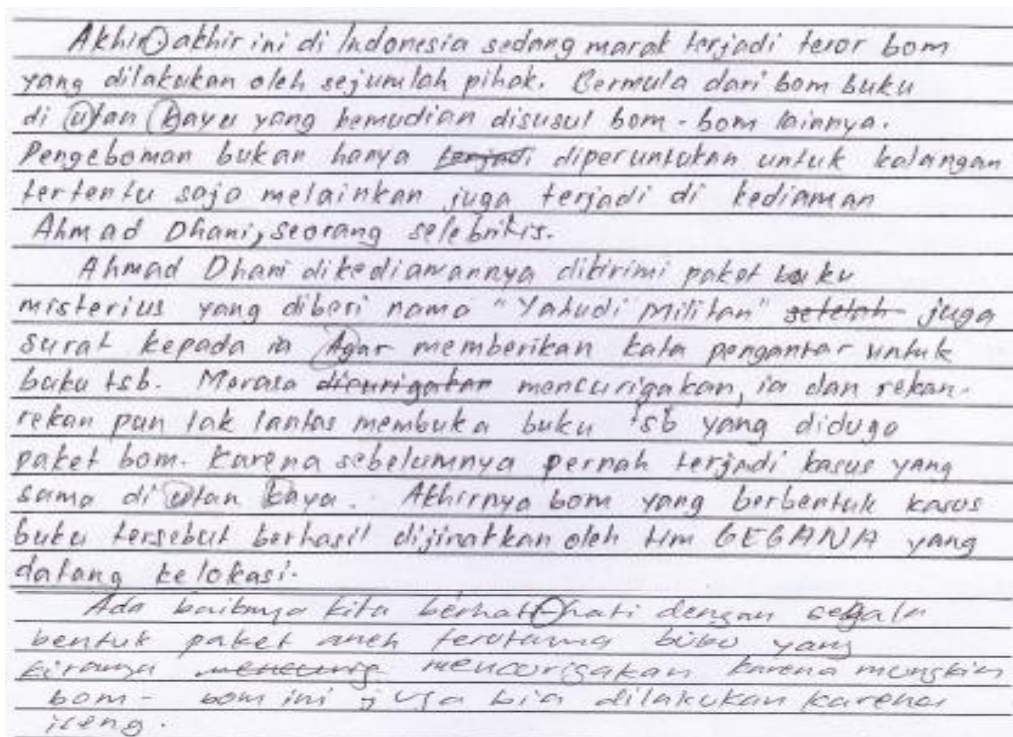 Akhir-akhir ini di Indonesia sedang marak terjadi teror bom
yang dilakukan oleh sejumlah pihak. Bermula dari bom buku
di utan kayu yang kemudian disusul bom-bom lainnya.
Pengeboman bukan hanya terjadi diperuntukan untuk kalangan
tertentu saja melainkan juga terjadi di kediaman
Ahmad Dhani, seorang selebritis.
Ahmad Dhani dikediamannya dikirimi paket buku
misterius yang diberi nama "Yahudi Militan" setelah juga
surat kepada ia Agar memberikan kata pengantar untuk
buku tsb. Merasa dicurigakan mencurigakan, ia dan rekan-
rekan pun tak lantas membuka buku tsb yang diduga
paket bom. Karena sebelumnya pernah terjadi kasus yang
sama di utan kayu. Akhirnya bom yang berbentuk kasus
buku tersebut berhasil dijinakkan oleh tim GEGANA yang
datang kelokasi.
Ada baiknya kita berhati-hati dengan segala
bentuk paket aneh terutama buku yang
kiranya mencurigakan karena mungkin
bom- bom ini juga bia dilakukan karena
iseng.